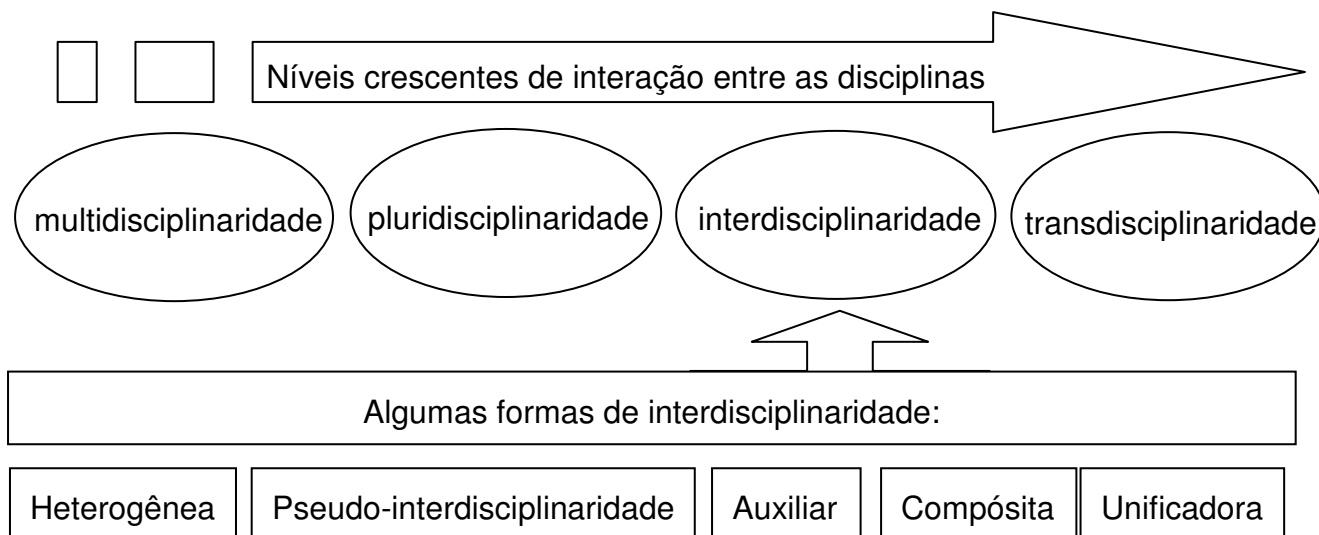 Níveis crescentes de interação entre as disciplinas
multidisciplinaridade pluridisciplinaridade interdisciplinaridade transdisciplinaridade
Algumas formas de interdisciplinaridade:
Heterogênea Pseudo-interdisciplinaridade Auxiliar Compósita Unificadora